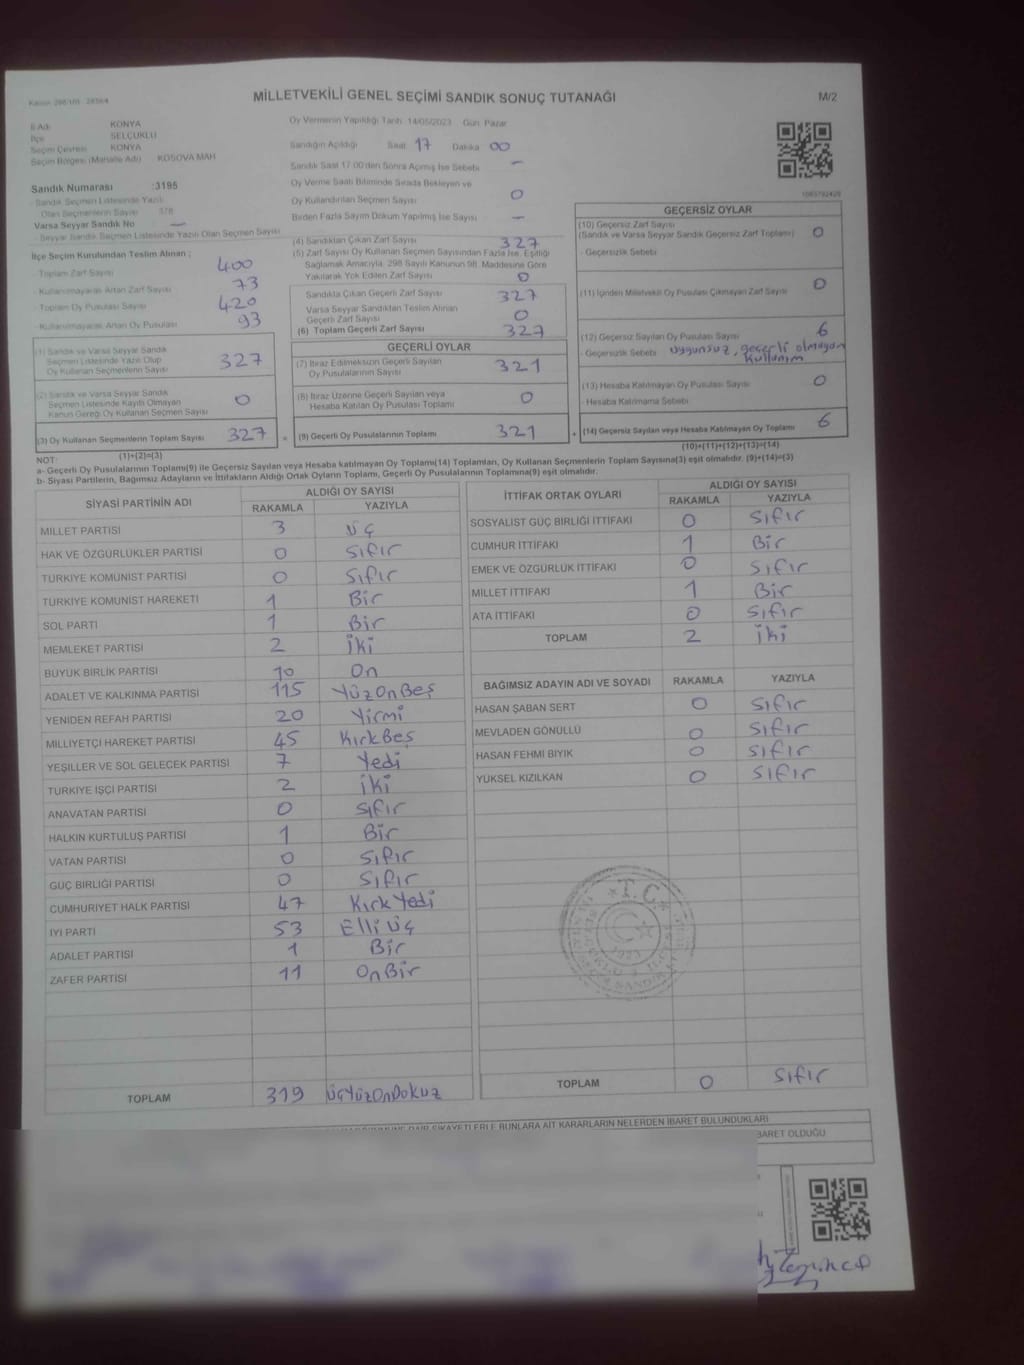 MİLLETVEKİLİ GENEL SEÇİMİ SANDIK SONUÇ TUTANAĞI
M/2
İl Adı KONYA
İlçe SELÇUKLU
Seçim Çevresi KONYA
Seçim Bölgesi (Mahalle Adı) KOSOVA MAH
Sandık Numarası :3195
- Sandık Seçmen Listesinde Yazılı
Olan Seçmenlerin Sayısı 378
Varsa Seyyar Sandık No —
- Seyyar Sandık Seçmen Listesinde Yazılı Olan Seçmen Sayısı
Oy Vermenin Yapıldığı Tarih 14/05/2023 Gün Pazar
Sandığın Açıldığı Saat 17 Dakika 00
Sandık Saat 17.00'den Sonra Açılmış İse Sebebi —
Oy Verme Saati Bitiminde Sırada Bekleyen ve
Oy Kullandırılan Seçmen Sayısı 0
Birden Fazla Sayım Döküm Yapılmış İse Sayısı —
İlçe Seçim Kurulundan Teslim Alınan ;
- Toplam Zarf Sayısı 400
- Kullanılmayarak Artan Zarf Sayısı 73
- Toplam Oy Pusulası Sayısı 420
- Kullanılmayarak Artan Oy Pusulası 93
(1) Sandık ve Varsa Seyyar Sandık
Seçmen Listesinde Yazılı Olup
Oy Kullanan Seçmenlerin Sayısı 327
(2) Sandık ve Varsa Seyyar Sandık
Seçmen Listesinde Kayıtlı Olmayan
Kanun Gereği Oy Kullanan Seçmen Sayısı 0
(3) Oy Kullanan Seçmenlerin Toplam Sayısı 327
(1)+(2)=(3)
(4) Sandıktan Çıkan Zarf Sayısı 327
(5) Zarf Sayısı Oy Kullanan Seçmen Sayısından Fazla İse, Eşitliği
Sağlamak Amacıyla, 298 Sayılı Kanunun 98. Maddesine Göre
Yakılarak Yok Edilen Zarf Sayısı 0
Sandıkta Çıkan Geçerli Zarf Sayısı 327
Varsa Seyyar Sandıktan Teslim Alınan
Geçerli Zarf Sayısı 0
(6) Toplam Geçerli Zarf Sayısı 327
GEÇERLİ OYLAR
(7) İtiraz Edilmeksizin Geçerli Sayılan
Oy Pusulalarının Sayısı 321
(8) İtiraz Üzerine Geçerli Sayılan veya
Hesaba Katılan Oy Pusulası Toplamı 0
= (9) Geçerli Oy Pusulalarının Toplamı 321
GEÇERSİZ OYLAR
(10) Geçersiz Zarf Sayısı
(Sandık ve Varsa Seyyar Sandık Geçersiz Zarf Toplamı) 0
- Geçersizlik Sebebi
(11) İçinden Milletvekili Oy Pusulası Çıkmayan Zarf Sayısı 0
(12) Geçersiz Sayılan Oy Pusulası Sayısı 6
- Geçersizlik Sebebi Uygunsuz, geçerli olmayan
kullanım
(13) Hesaba Katılmayan Oy Pusulası Sayısı 0
- Hesaba Katılmama Sebebi
+ (14) Geçersiz Sayılan veya Hesaba Katılmayan Oy Toplamı 6
(10)+(11)+(12)+(13)=(14)
NOT:
a- Geçerli Oy Pusulalarının Toplamı(9) ile Geçersiz Sayılan veya Hesaba katılmayan Oy Toplamı(14) Toplamları, Oy Kullanan Seçmenlerin Toplam Sayısına(3) eşit olmalıdır. (9)+(14)=(3)
b- Siyasi Partilerin, Bağımsız Adayların ve İttifakların Aldığı Ortak Oyların Toplamı, Geçerli Oy Pusulalarının Toplamına(9) eşit olmalıdır.
SİYASİ PARTİNİN ADI ALDIĞI OY SAYISI
RAKAMLA YAZIYLA
MİLLET PARTİSİ 3 Üç
HAK VE ÖZGÜRLÜKLER PARTİSİ 0 Sıfır
TÜRKİYE KOMÜNİST PARTİSİ 0 Sıfır
TÜRKİYE KOMÜNİST HAREKETİ 1 Bir
SOL PARTİ 1 Bir
MEMLEKET PARTİSİ 2 İki
BÜYÜK BİRLİK PARTİSİ 10 On
ADALET VE KALKINMA PARTİSİ 115 YüzOnBeş
YENİDEN REFAH PARTİSİ 20 Yirmi
MİLLİYETÇİ HAREKET PARTİSİ 45 KırkBeş
YEŞİLLER VE SOL GELECEK PARTİSİ 7 Yedi
TÜRKİYE İŞÇİ PARTİSİ 2 İki
ANAVATAN PARTİSİ 0 Sıfır
HALKIN KURTULUŞ PARTİSİ 1 Bir
VATAN PARTİSİ 0 Sıfır
GÜÇ BİRLİĞİ PARTİSİ 0 Sıfır
CUMHURİYET HALK PARTİSİ 47 KırkYedi
İYİ PARTİ 53 ElliÜç
ADALET PARTİSİ 1 Bir
ZAFER PARTİSİ 11 OnBir
TOPLAM 319 ÜçYüzOnDokuz
İTTİFAK ORTAK OYLARI ALDIĞI OY SAYISI
RAKAMLA YAZIYLA
SOSYALİST GÜÇ BİRLİĞİ İTTİFAKI 0 Sıfır
CUMHUR İTTİFAKI 1 Bir
EMEK VE ÖZGÜRLÜK İTTİFAKI 0 Sıfır
MİLLET İTTİFAKI 1 Bir
ATA İTTİFAKI 0 Sıfır
TOPLAM 2 İki
BAĞIMSIZ ADAYIN ADI VE SOYADI RAKAMLA YAZIYLA
HASAN ŞABAN SERT 0 Sıfır
MEVLADEN GÖNÜLLÜ 0 Sıfır
HASAN FEHMİ BIYIK 0 Sıfır
YÜKSEL KIZILKAN 0 Sıfır
T.C.
1923
TOPLAM 0 Sıfır
ŞİKAYETLERLE BUNLARA AİT KARARLARIN NELERDEN İBARET BULUNDUKLARI
BARET OLDUĞU